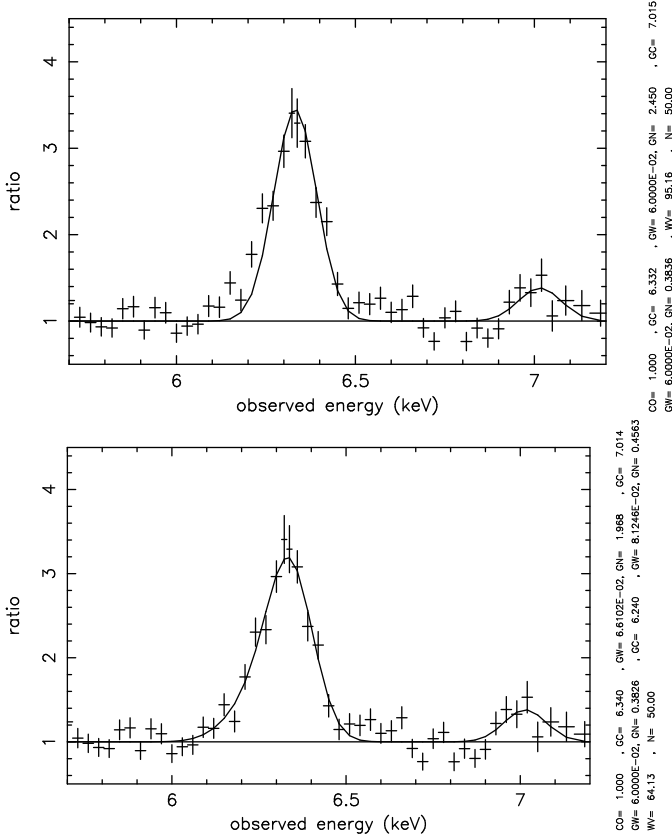 4
3
2
1
ratio
6
6.5
7
observed energy (keV)
CO= 1.000 , GC= 6.332 , GW= 6.0000E-02, GN= 2.450 , GC= 7.015
GW= 6.0000E-02, GN= 0.3836 , WV= 95.16 , N= 50.00
4
3
2
1
ratio
6
6.5
7
observed energy (keV)
CO= 1.000 , GC= 6.340 , GW= 6.6102E-02, GN= 1.968 , GC= 7.014
GW= 6.0000E-02, GN= 0.3826 , GC= 6.240 , GW= 8.1246E-02, GN= 0.4563
WV= 64.13 , N= 50.00